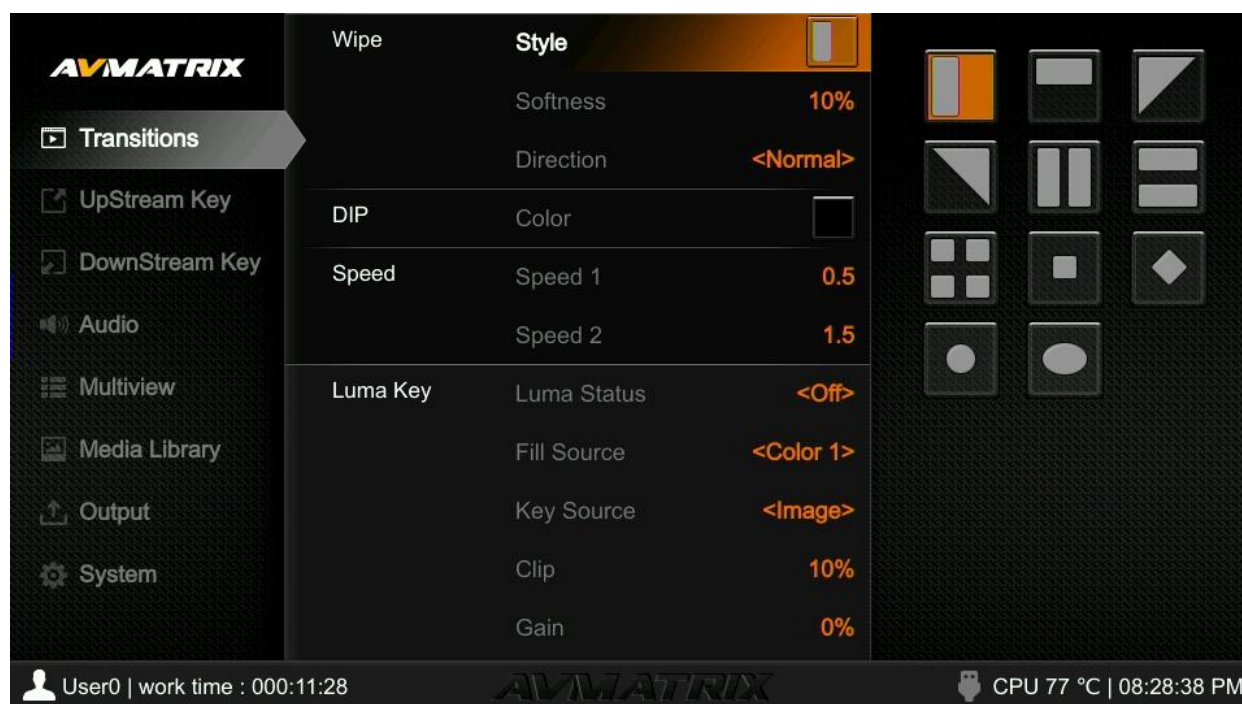 AVMATRIX
Transitions
UpStream Key
DownStream Key
Audio
Multiview
Media Library
Output
System
Wipe Style
Softness 10%
Direction <Normal>
DIP Color
Speed Speed 1 0.5
Speed 2 1.5
Luma Key Luma Status <Off>
Fill Source <Color 1>
Key Source <Image>
Clip 10%
Gain 0%
User0 | work time : 000:11:28 AVMATRIX CPU 77 ℃ | 08:28:38 PM